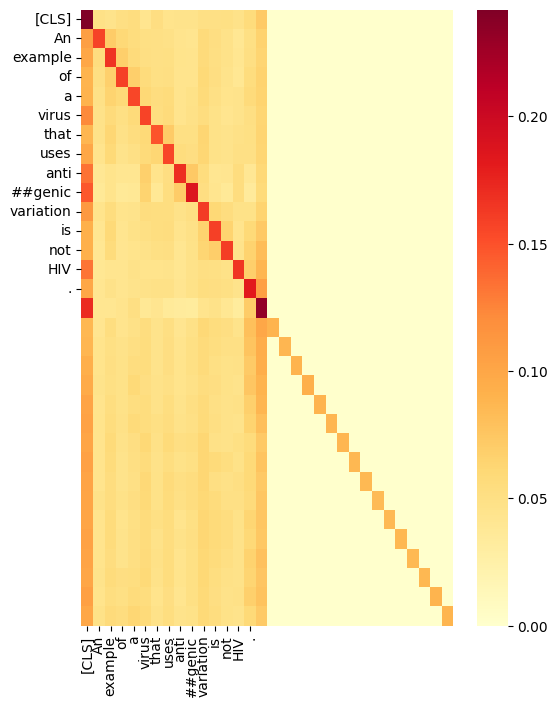 [CLS]
An
example
of
a
virus
that
uses
anti
##genic
variation
is
not
HIV
.
[CLS]
An
example
of
a
virus
that
uses
anti
##genic
variation
is
not
HIV
.
0.20
0.15
0.10
0.05
0.00